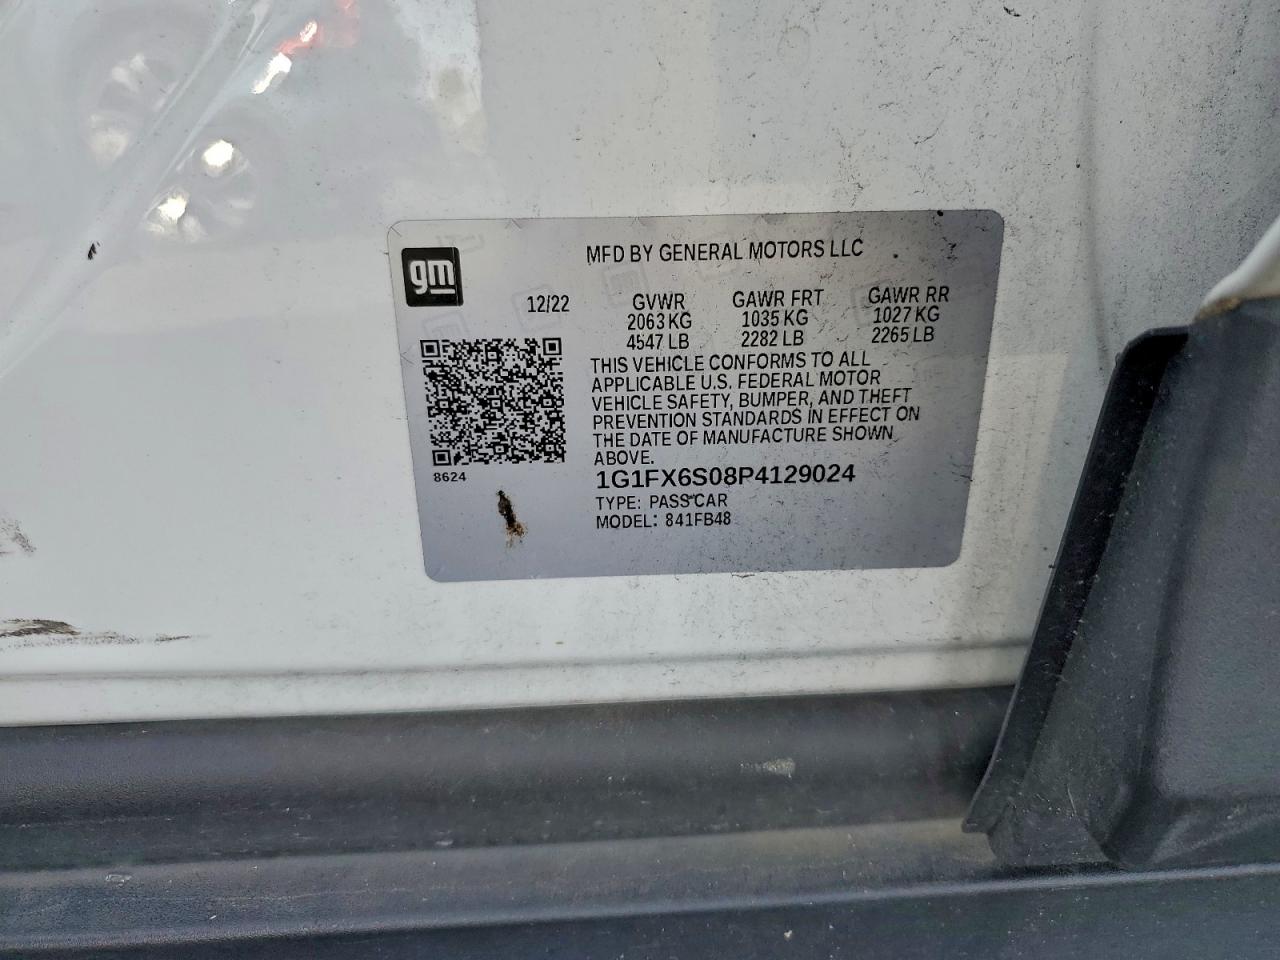 gm
MFD BY GENERAL MOTORS LLC
12/22 GVWR GAWR FRT GAWR RR
2063 KG 1035 KG 1027 KG
4547 LB 2282 LB 2265 LB
THIS VEHICLE CONFORMS TO ALL
APPLICABLE U.S. FEDERAL MOTOR
VEHICLE SAFETY, BUMPER, AND THEFT
PREVENTION STANDARDS IN EFFECT ON
THE DATE OF MANUFACTURE SHOWN
ABOVE.
8624
1G1FX6S08P4129024
TYPE: PASS CAR
MODEL: 841FB48